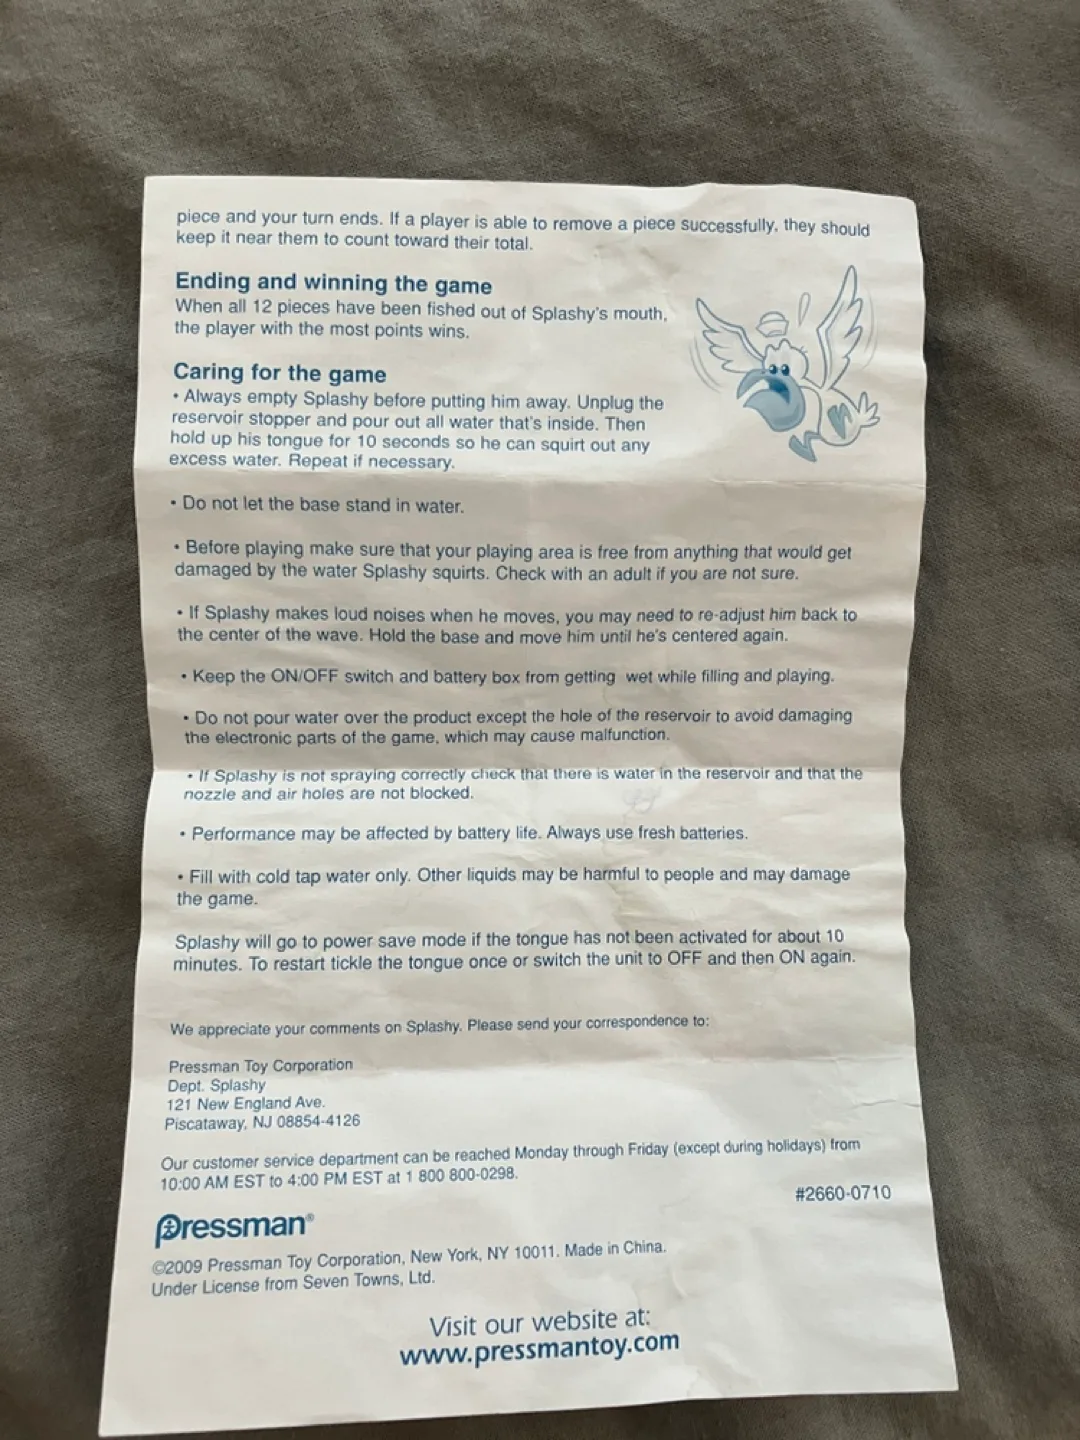 piece and your turn ends. If a player is able to remove a piece successfully, they should
keep it near them to count toward their total.
Ending and winning the game
When all 12 pieces have been fished out of Splashy's mouth,
the player with the most points wins.
Caring for the game
• Always empty Splashy before putting him away. Unplug the
reservoir stopper and pour out all water that's inside. Then
hold up his tongue for 10 seconds so he can squirt out any
excess water. Repeat if necessary.
• Do not let the base stand in water.
• Before playing make sure that your playing area is free from anything that would get
damaged by the water Splashy squirts. Check with an adult if you are not sure.
• If Splashy makes loud noises when he moves, you may need to re-adjust him back to
the center of the wave. Hold the base and move him until he's centered again.
• Keep the ON/OFF switch and battery box from getting wet while filling and playing.
• Do not pour water over the product except the hole of the reservoir to avoid damaging
the electronic parts of the game, which may cause malfunction.
• If Splashy is not spraying correctly check that there is water in the reservoir and that the
nozzle and air holes are not blocked.
• Performance may be affected by battery life. Always use fresh batteries.
• Fill with cold tap water only. Other liquids may be harmful to people and may damage
the game.
Splashy will go to power save mode if the tongue has not been activated for about 10
minutes. To restart tickle the tongue once or switch the unit to OFF and then ON again.
We appreciate your comments on Splashy. Please send your correspondence to:
Pressman Toy Corporation
Dept. Splashy
121 New England Ave.
Piscataway, NJ 08854-4126
Our customer service department can be reached Monday through Friday (except during holidays) from
10:00 AM EST to 4:00 PM EST at 1 800 800-0298.
#2660-0710
Pressman®
©2009 Pressman Toy Corporation, New York, NY 10011. Made in China.
Under License from Seven Towns, Ltd.
Visit our website at:
www.pressmantoy.com